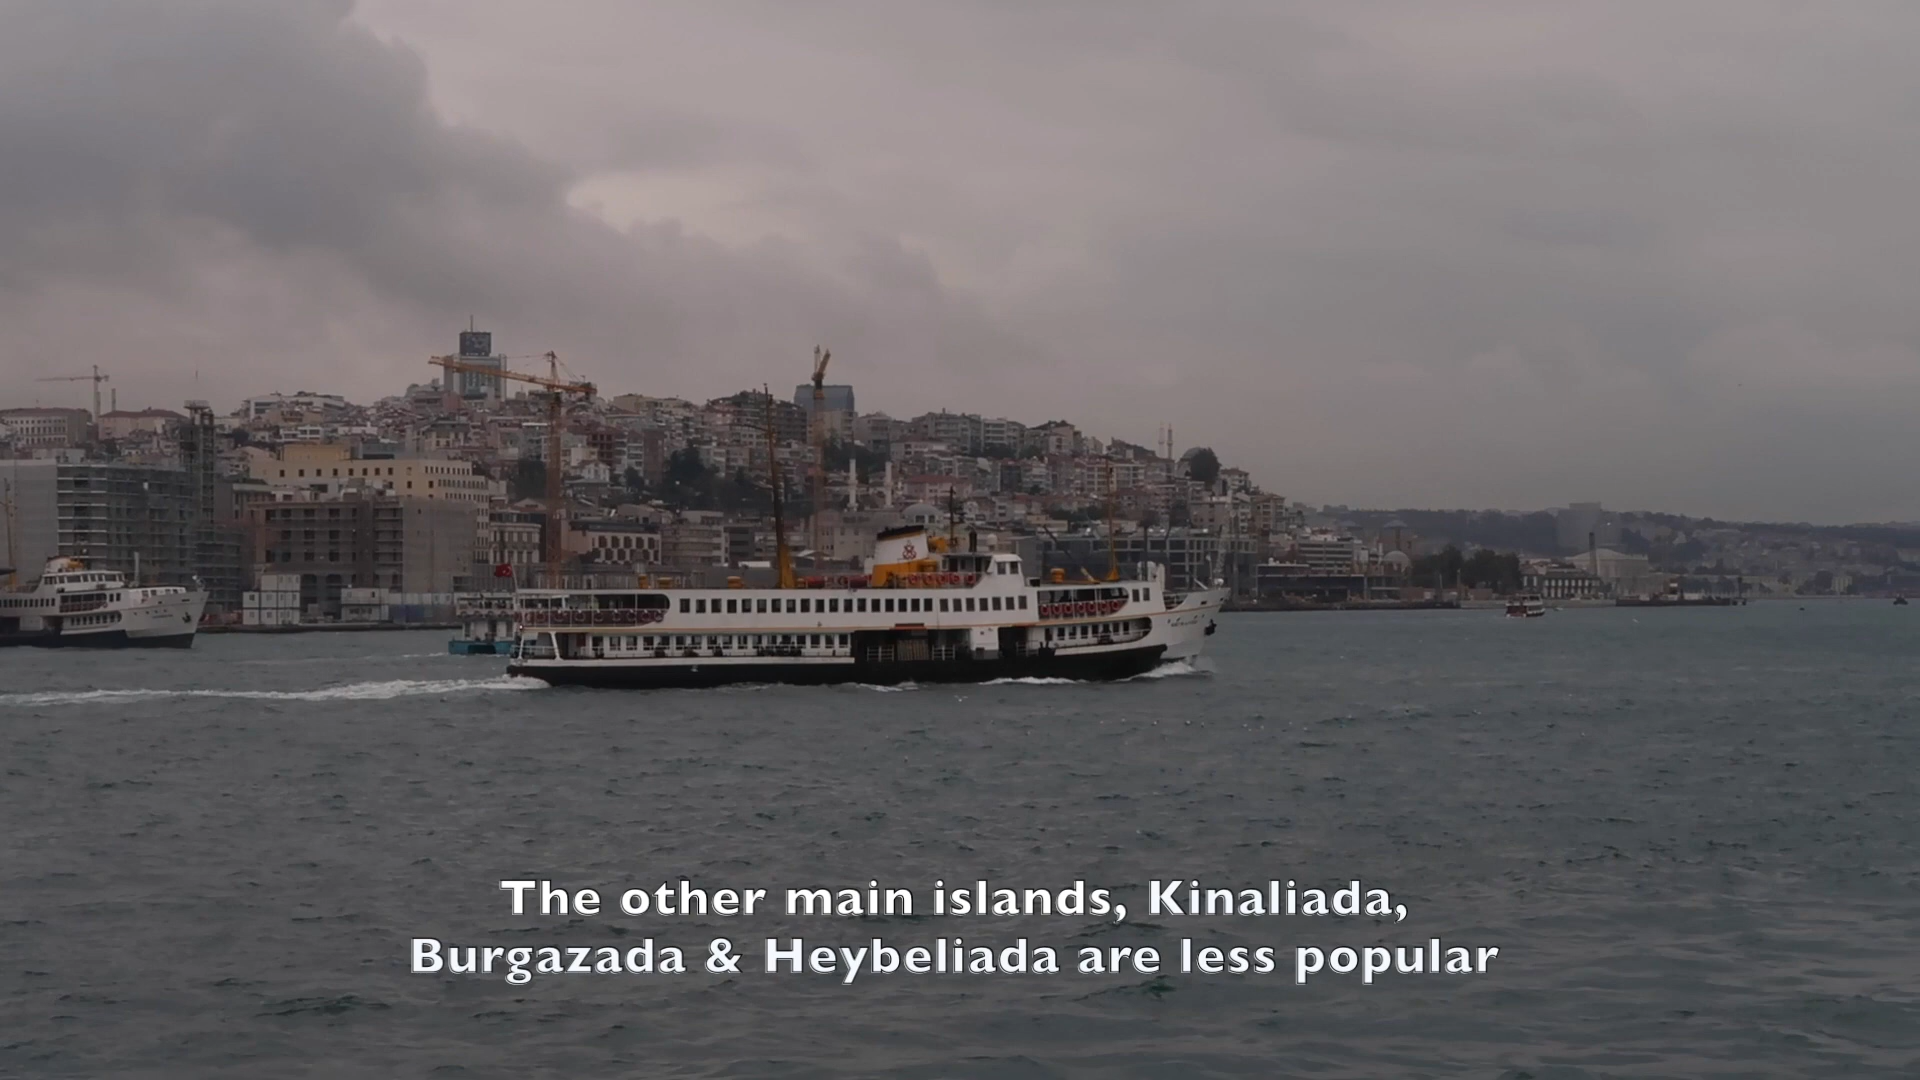 The other main islands, Kinaliada,
Burgazada & Heybeliada are less popular